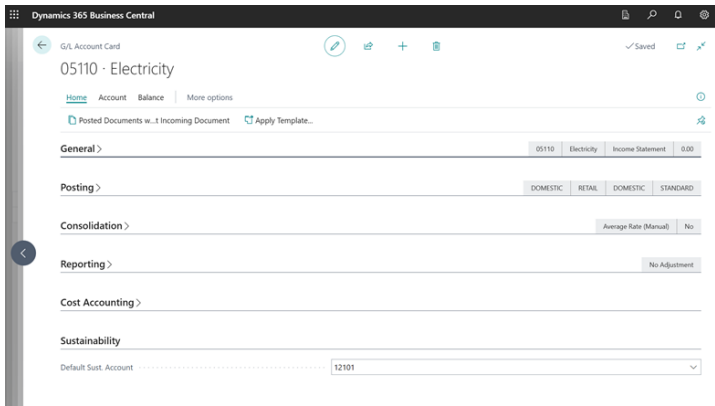 Dynamics 365 Business Central
G/L Account Card
Saved
05110 · Electricity
Home Account Balance More options
Posted Documents w...t Incoming Document Apply Template...
General 05110 Electricity Income Statement 0.00
Posting DOMESTIC RETAIL DOMESTIC STANDARD
Consolidation Average Rate (Manual) No
Reporting No Adjustment
Cost Accounting
Sustainability
Default Sust. Account 12101